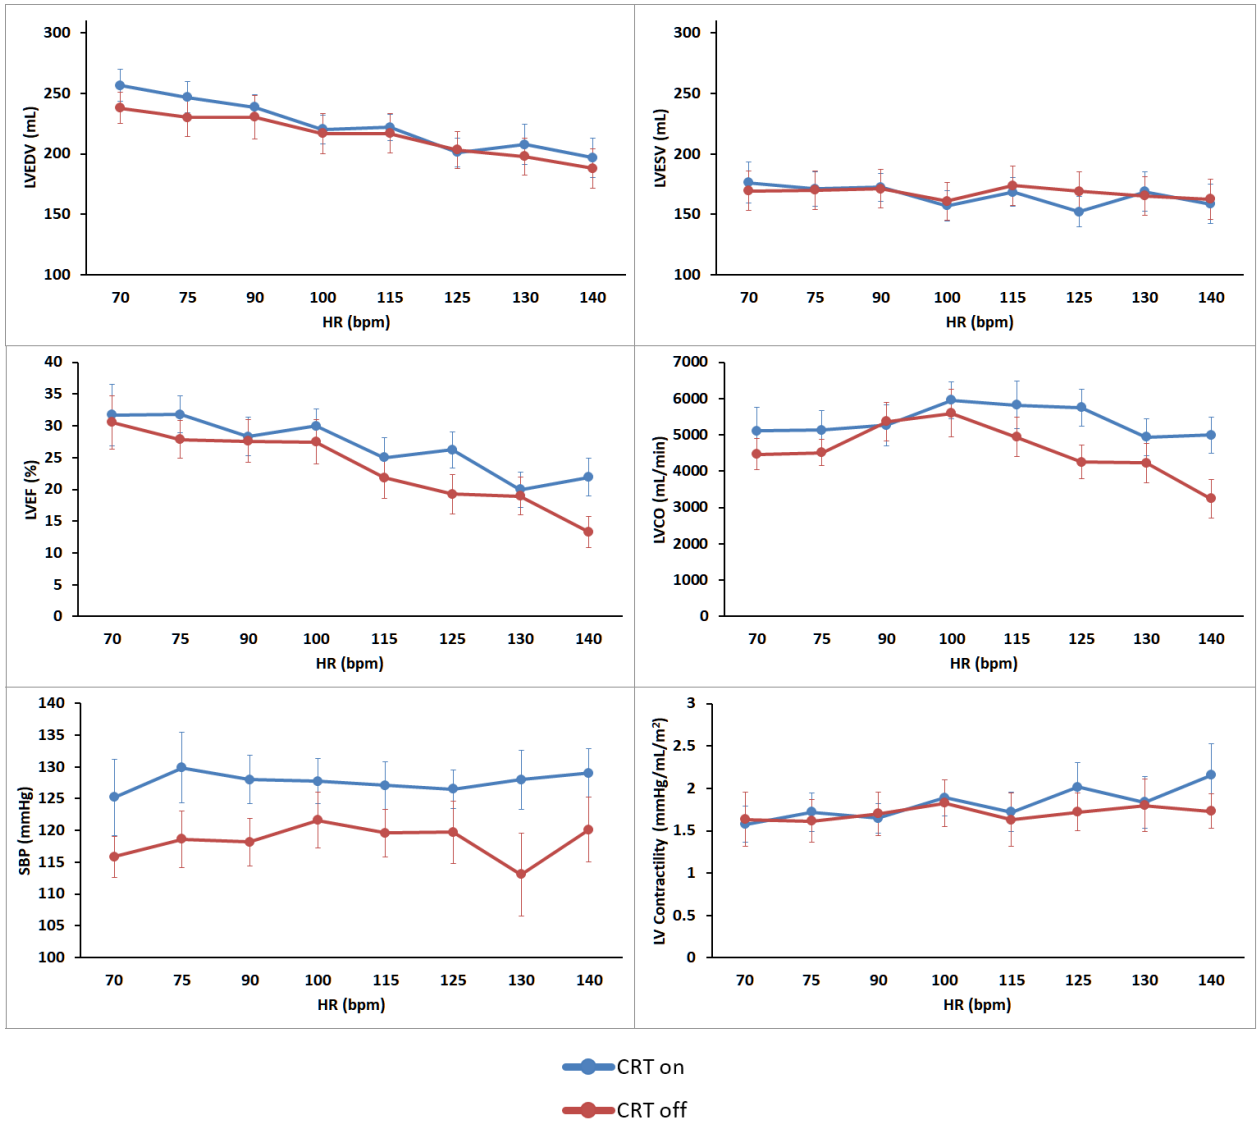 LVEDV (mL)
300
250
200
150
100
70 75 90 100 115 125 130 140
HR (bpm)
LVESV (mL)
300
250
200
150
100
70 75 90 100 115 125 130 140
HR (bpm)
LVEF (%)
40
35
30
25
20
15
10
5
0
70 75 90 100 115 125 130 140
HR (bpm)
LVCO (mL/min)
7000
6000
5000
4000
3000
2000
1000
0
70 75 90 100 115 125 130 140
HR (bpm)
SBP (mmHg)
140
135
130
125
120
115
110
105
100
70 75 90 100 115 125 130 140
HR (bpm)
LV Contractility (mmHg/mL/m²)
3
2.5
2
1.5
1
0.5
0
70 75 90 100 115 125 130 140
HR (bpm)
CRT on
CRT off